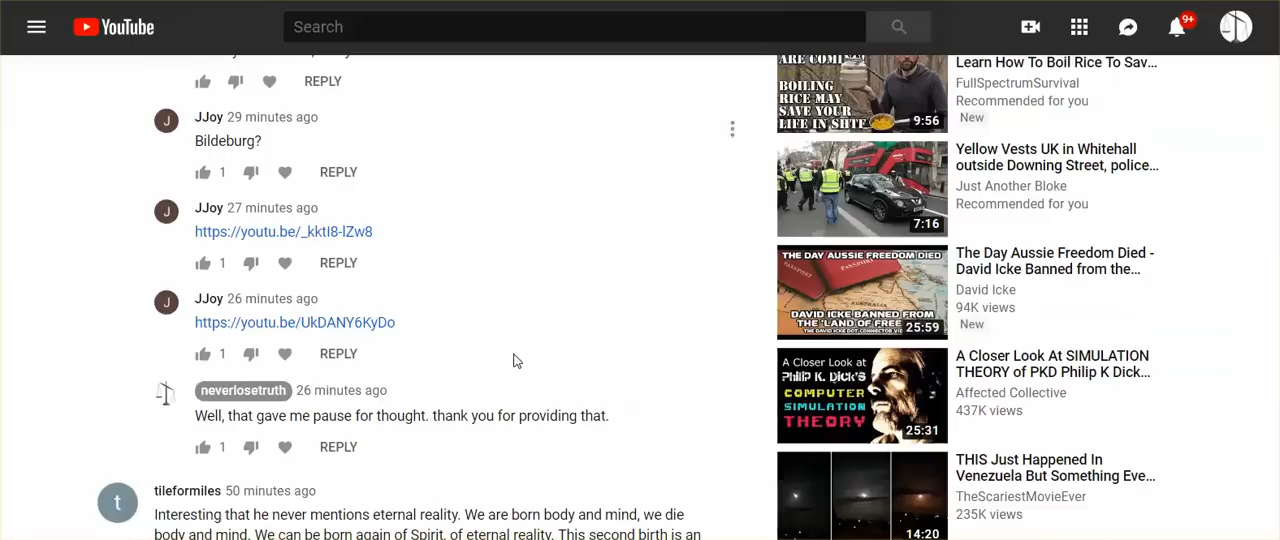 YouTube
Search
9+
REPLY
JJoy 29 minutes ago
Bildeburg?
1 REPLY
JJoy 27 minutes ago
https://youtu.be/_kktI8-lZw8
1 REPLY
JJoy 26 minutes ago
https://youtu.be/UkDANY6KyDo
1 REPLY
neverlosetruth 26 minutes ago
Well, that gave me pause for thought. thank you for providing that.
1 REPLY
t
tileformiles 50 minutes ago
Interesting that he never mentions eternal reality. We are born body and mind, we die
body and mind. We can be born again of Spirit, of eternal reality. This second birth is an
ARE COMI
BOILING
RICE MAY
SAVE YOUR
LIFE IN SHTF
9:56
Learn How To Boil Rice To Sav...
FullSpectrumSurvival
Recommended for you
New
7:16
Yellow Vests UK in Whitehall
outside Downing Street, police...
Just Another Bloke
Recommended for you
THE DAY AUSSIE FREEDOM DIED
PASSPORT
PASSPORT
AUSTRALIA
DAVID ICKE BANNED FROM
THE 'LAND OF FREE
25:59
The Day Aussie Freedom Died -
David Icke Banned from the...
David Icke
94K views
New
A Closer Look at
PHILIP K. DICK'S
COMPUTER
SIMULATION
THEORY
25:31
A Closer Look At SIMULATION
THEORY of PKD Philip K Dick...
Affected Collective
437K views
14:20
THIS Just Happened In
Venezuela But Something Eve...
TheScariestMovieEver
235K views